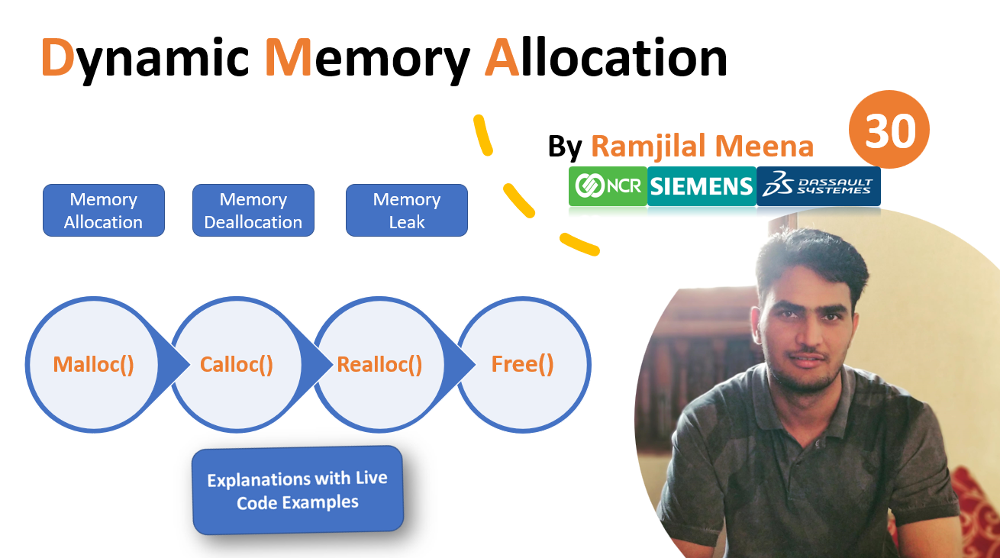 Dynamic Memory Allocation
30
By Ramjilal Meena
NCR SIEMENS DASSAULT
SYSTEMES
Memory
Allocation
Memory
Deallocation
Memory
Leak
Malloc() Calloc() Realloc() Free()
Explanations with Live
Code Examples